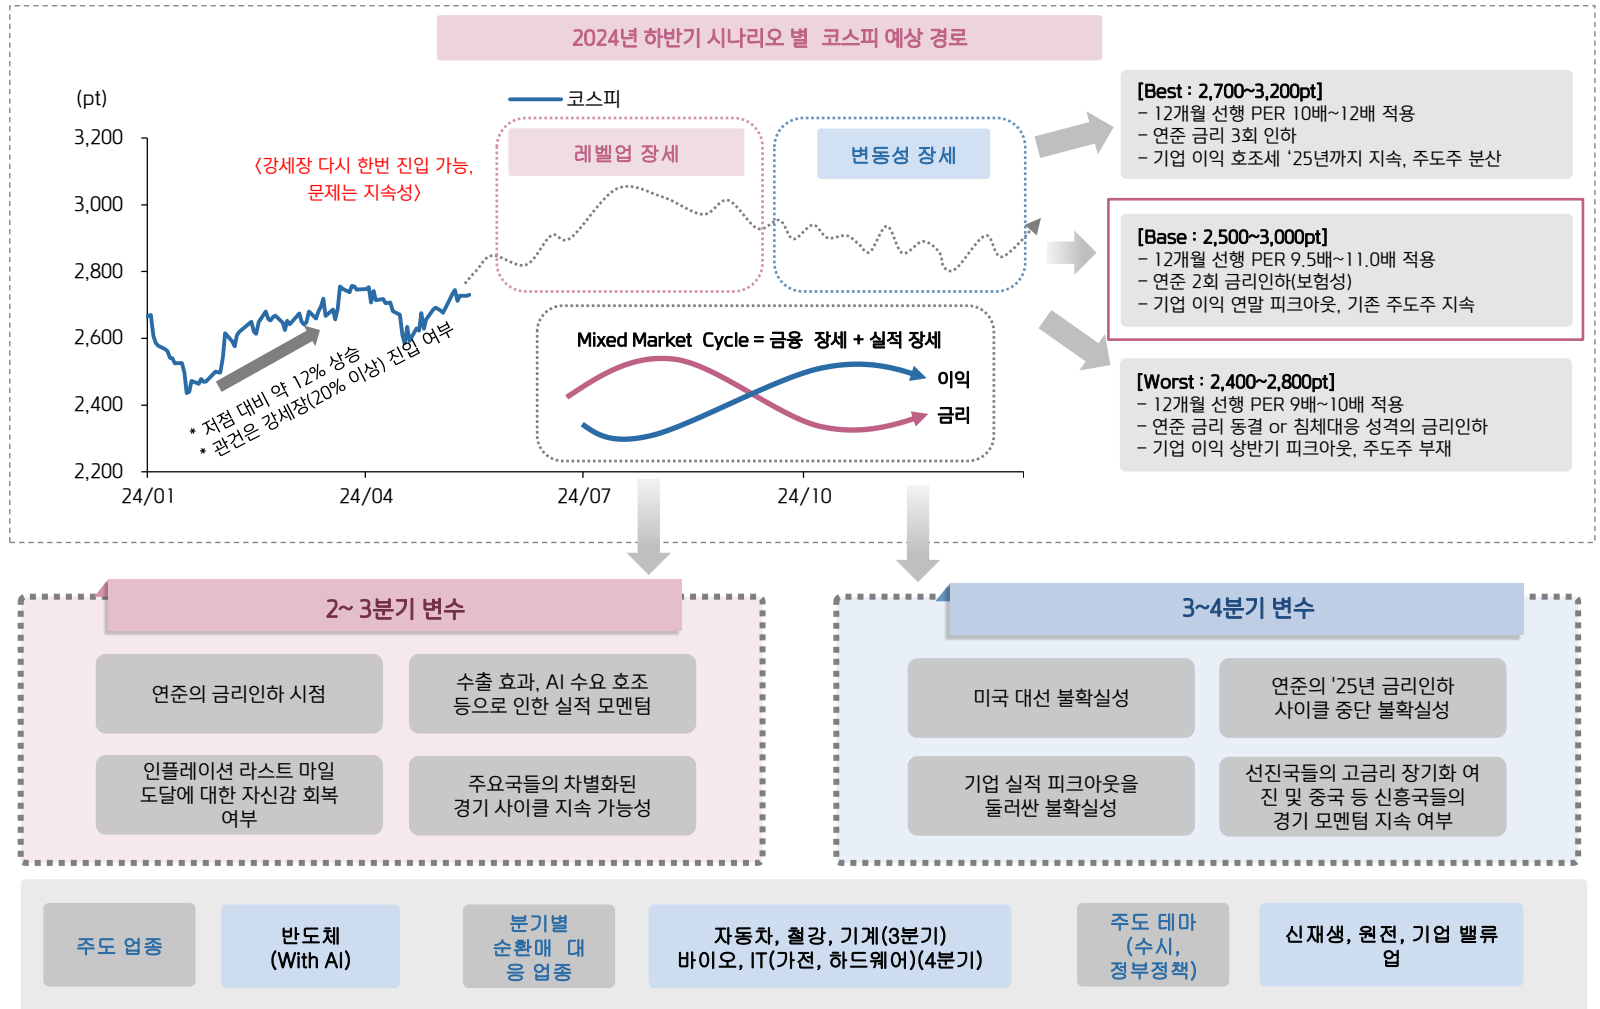 2024년 하반기 시나리오 별 코스피 예상 경로
(pt)
코스피
3,200
3,000
2,800
2,600
2,400
2,200
24/01
24/04
24/07
24/10
<강세장 다시 한번 진입 가능,
문제는 지속성>
* 저점 대비 약 12% 상승
* 관건은 강세장(20% 이상) 진입 여부
레벨업 장세
변동성 장세
Mixed Market Cycle = 금융 장세 + 실적 장세
이익
금리
[Best : 2,700~3,200pt]
- 12개월 선행 PER 10배~12배 적용
- 연준 금리 3회 인하
- 기업 이익 호조세 ‘25년까지 지속, 주도주 분산
[Base : 2,500~3,000pt]
- 12개월 선행 PER 9.5배~11.0배 적용
- 연준 2회 금리인하(보험성)
- 기업 이익 연말 피크아웃, 기존 주도주 지속
[Worst : 2,400~2,800pt]
- 12개월 선행 PER 9배~10배 적용
- 연준 금리 동결 or 침체대응 성격의 금리인하
- 기업 이익 상반기 피크아웃, 주도주 부재
2~ 3분기 변수
연준의 금리인하 시점
수출 효과, AI 수요 호조
등으로 인한 실적 모멘텀
인플레이션 라스트 마일
도달에 대한 자신감 회복
여부
주요국들의 차별화된
경기 사이클 지속 가능성
3~4분기 변수
미국 대선 불확실성
연준의 '25년 금리인하
사이클 중단 불확실성
기업 실적 피크아웃을
둘러싼 불확실성
선진국들의 고금리 장기화 여
진 및 중국 등 신흥국들의
경기 모멘텀 지속 여부
주도 업종
반도체
(With AI)
분기별
순환매 대
응 업종
자동차, 철강, 기계(3분기)
바이오, IT(가전, 하드웨어)(4분기)
주도 테마
(수시,
정부정책)
신재생, 원전, 기업 밸류
업